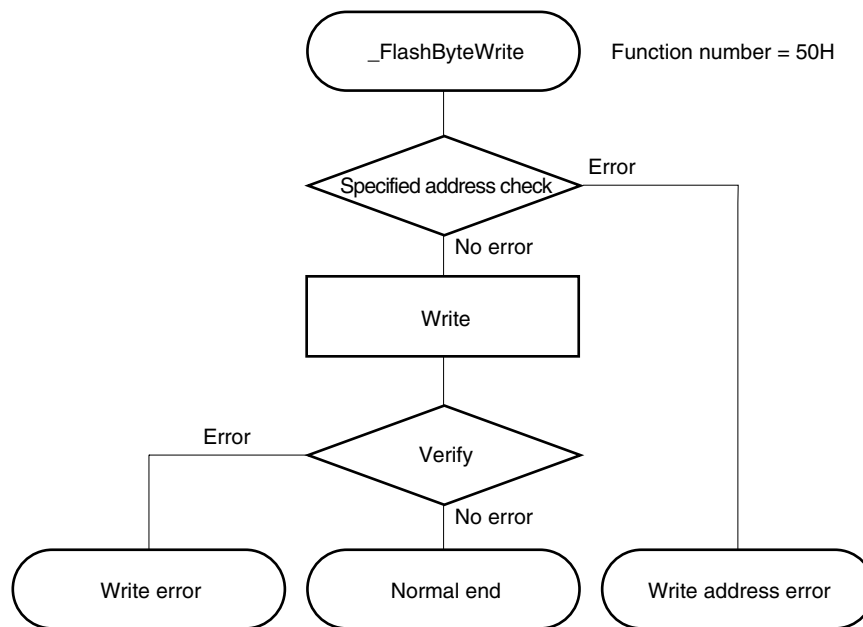 _FlashByteWrite
Function number = 50H
Specified address check
Error
No error
Write
Error
Verify
No error
Write error
Normal end
Write address error